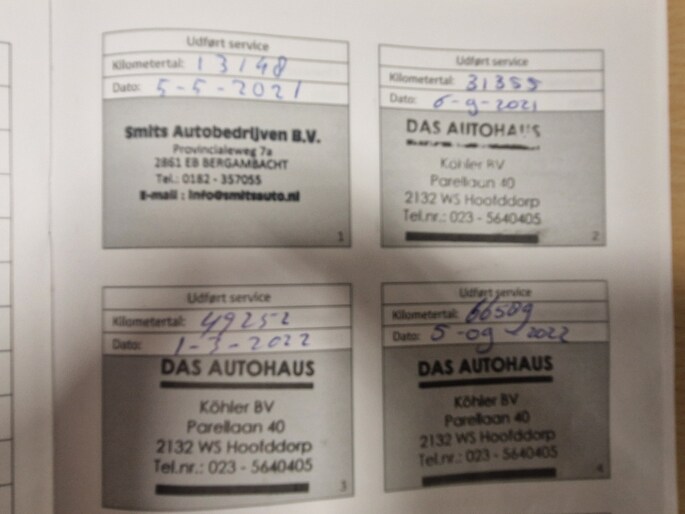 Udført service
Kilometertal: 13148
Dato: 5-5-2021
Smits Autobedrijven B.V.
Provincialeweg 7a
2861 EB BERGAMBACHT
Tel.: 0182 - 357055
E-mail : info@smitsauto.nl
1
Udført service
Kilometertal: 31355
Dato: 6-9-2021
DAS AUTOHAUS
Köhler BV
Parellaan 40
2132 WS Hoofddorp
Tel.nr.: 023 - 5640405
2
Udført service
Kilometertal: 49252
Dato: 1-3-2022
DAS AUTOHAUS
Köhler BV
Parellaan 40
2132 WS Hoofddorp
Tel.nr.: 023 - 5640405
3
Udført service
Kilometertal: 66509
Dato: 5-09-2022
DAS AUTOHAUS
Köhler BV
Parellaan 40
2132 WS Hoofddorp
Tel.nr.: 023 - 5640405
4